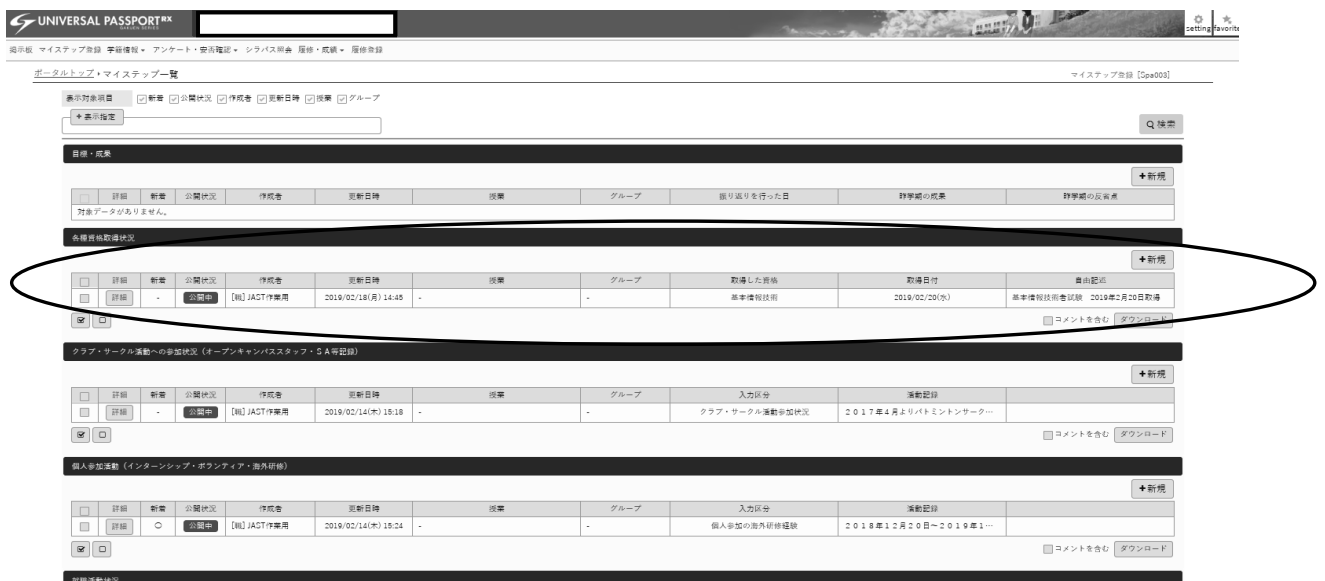 UNIVERSAL PASSPORT RX
GAKUEN SERIES
setting favorite
掲示板 マイステップ登録 学籍情報 アンケート・安否確認 シラバス照会 履修・成績 履修登録
ポータルトップ マイステップ一覧 マイステップ登録 [Spa003]
表示対象項目 新着 公開状況 作成者 更新日時 授業 グループ
+表示指定
検索
目標・成果
+新規
詳細 新着 公開状況 作成者 更新日時 授業 グループ 振り返りを行った日 昨学期の成果 昨学期の反省点
対象データがありません。
各種資格取得状況
+新規
詳細 新着 公開状況 作成者 更新日時 授業 グループ 取得した資格 取得日付 自由記述
詳細 - 公開中 [職] JAST作業用 2019/02/18(月) 14:45 - - 基本情報技術 2019/02/20(水) 基本情報技術者試験 2019年2月20日取得
コメントを含む ダウンロード
クラブ・サークル活動への参加状況（オープンキャンパススタッフ・ＳＡ等記録）
+新規
詳細 新着 公開状況 作成者 更新日時 授業 グループ 入力区分 活動記録
詳細 - 公開中 [職] JAST作業用 2019/02/14(木) 15:18 - - クラブ・サークル活動参加状況 ２０１７年４月よりバトミントンサーク…
コメントを含む ダウンロード
個人参加活動（インターンシップ・ボランティア・海外研修）
+新規
詳細 新着 公開状況 作成者 更新日時 授業 グループ 入力区分 活動記録
詳細 ○ 公開中 [職] JAST作業用 2019/02/14(木) 15:24 - - 個人参加の海外研修経験 ２０１８年１２月２０日～２０１９年１…
コメントを含む ダウンロード
就職活動状況